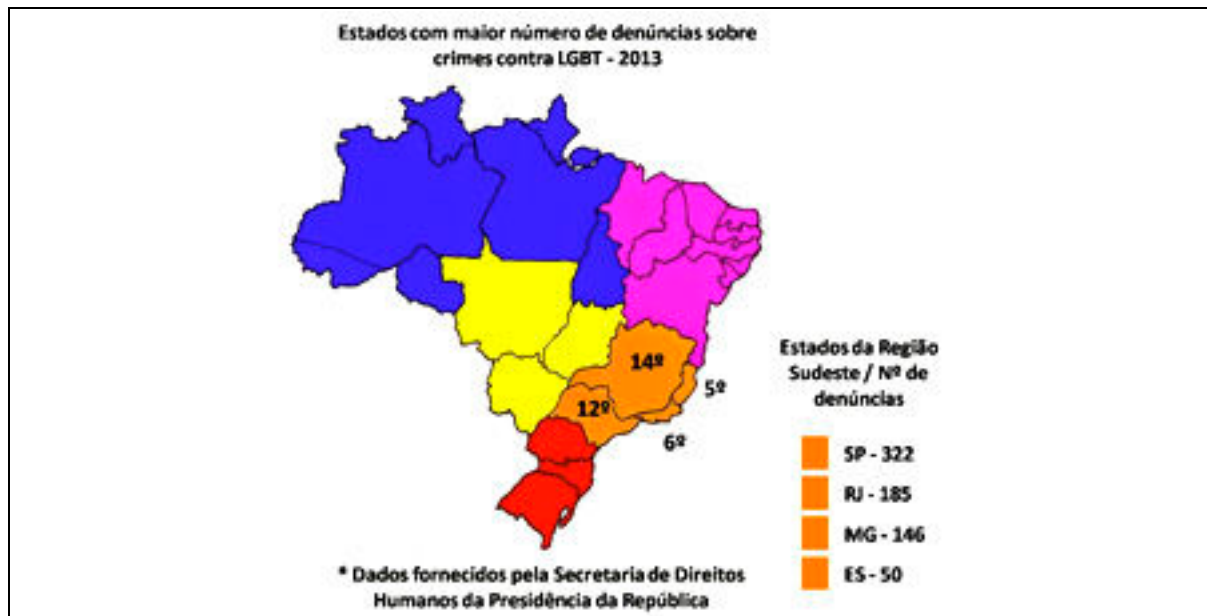 Estados com maior número de denúncias sobre
crimes contra LGBT - 2013
14º
12º
5º
6º
Estados da Região
Sudeste / Nº de
denúncias
SP - 322
RJ - 185
MG - 146
ES - 50
* Dados fornecidos pela Secretaria de Direitos
Humanos da Presidência da República